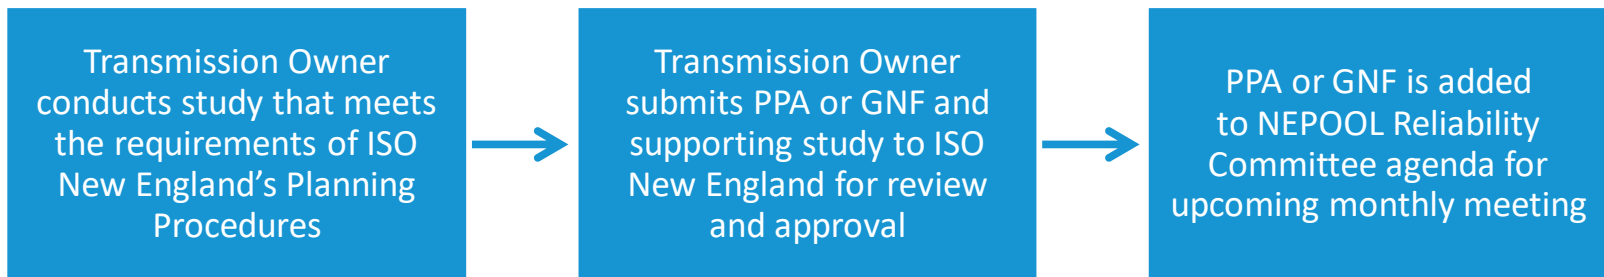 Transmission Owner
conducts study that meets
the requirements of ISO
New England’s Planning
Procedures
Transmission Owner
submits PPA or GNF and
supporting study to ISO
New England for review
and approval
PPA or GNF is added
to NEPOOL Reliability
Committee agenda for
upcoming monthly meeting